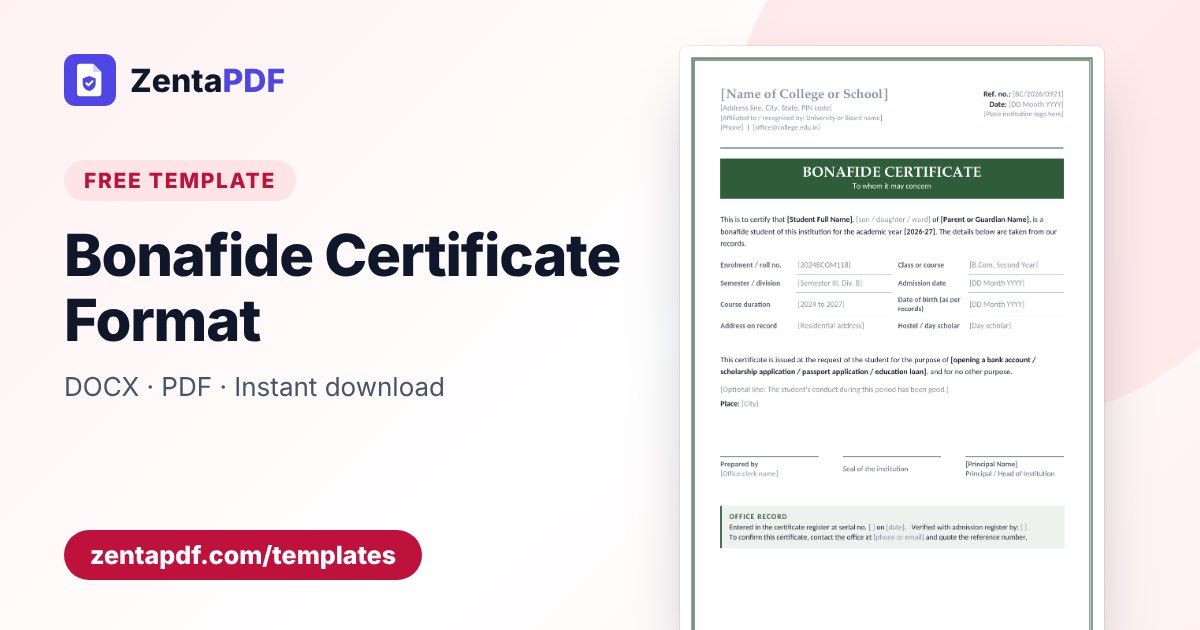 ZentaPDF
FREE TEMPLATE
Bonafide Certificate
Format
DOCX · PDF · Instant download
zentapdf.com/templates
[Name of College or School]
[Address line, City, State, PIN code]
[Affiliated to / recognised by: University or Board name]
[Phone] | [office@college.edu.in]
Ref. no.: [BC/2026/0921]
Date: [DD Month YYYY]
[Place institution logo here]
BONAFIDE CERTIFICATE
To whom it may concern
This is to certify that [Student Full Name], [son / daughter / ward] of [Parent or Guardian Name], is a
bonafide student of this institution for the academic year [2026-27]. The details below are taken from our
records.
Enrolment / roll no. [2024BCOM118] Class or course [B.Com, Second Year]
Semester / division [Semester III, Div. B] Admission date [DD Month YYYY]
Course duration [2024 to 2027] Date of birth (as per
records) [DD Month YYYY]
Address on record [Residential address] Hostel / day scholar [Day scholar]
This certificate is issued at the request of the student for the purpose of [opening a bank account /
scholarship application / passport application / education loan], and for no other purpose.
[Optional line: The student's conduct during this period has been good.]
Place: [City]
Prepared by
[Office clerk name]
Seal of the institution
[Principal Name]
Principal / Head of Institution
OFFICE RECORD
Entered in the certificate register at serial no. [ ] on [date]. Verified with admission register by: [ ]
To confirm this certificate, contact the office at [phone or email] and quote the reference number.